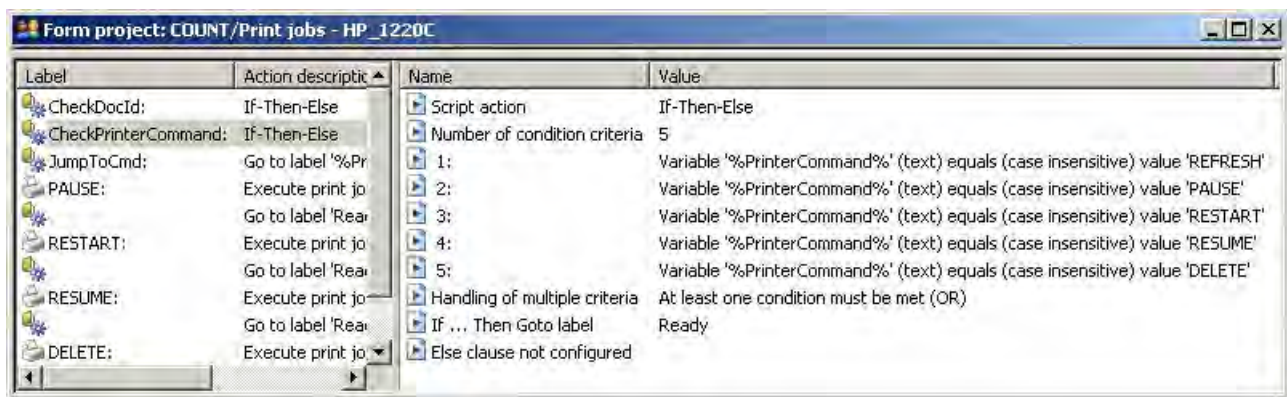 Form project: COUNT/Print jobs - HP_1220C
Label Action descriptic Name Value
CheckDocId: If-Then-Else Script action If-Then-Else
CheckPrinterCommand: If-Then-Else Number of condition criteria 5
JumpToCmd: Go to label '%Pr 1: Variable '%PrinterCommand%' (text) equals (case insensitive) value 'REFRESH'
PAUSE: Execute print jo 2: Variable '%PrinterCommand%' (text) equals (case insensitive) value 'PAUSE'
Go to label 'Rea 3: Variable '%PrinterCommand%' (text) equals (case insensitive) value 'RESTART'
RESTART: Execute print jo 4: Variable '%PrinterCommand%' (text) equals (case insensitive) value 'RESUME'
Go to label 'Rea 5: Variable '%PrinterCommand%' (text) equals (case insensitive) value 'DELETE'
RESUME: Execute print jo Handling of multiple criteria At least one condition must be met (OR)
Go to label 'Rea If ... Then Goto label Ready
DELETE: Execute print jo Else clause not configured